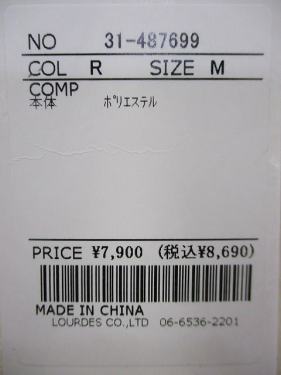 NO 31-487699
COL R SIZE M
COMP
本体 ﾎﾟﾘｴｽﾃﾙ
PRICE ¥7,900 (税込¥8,690)
MADE IN CHINA
LOURDES CO.,LTD 06-6536-2201